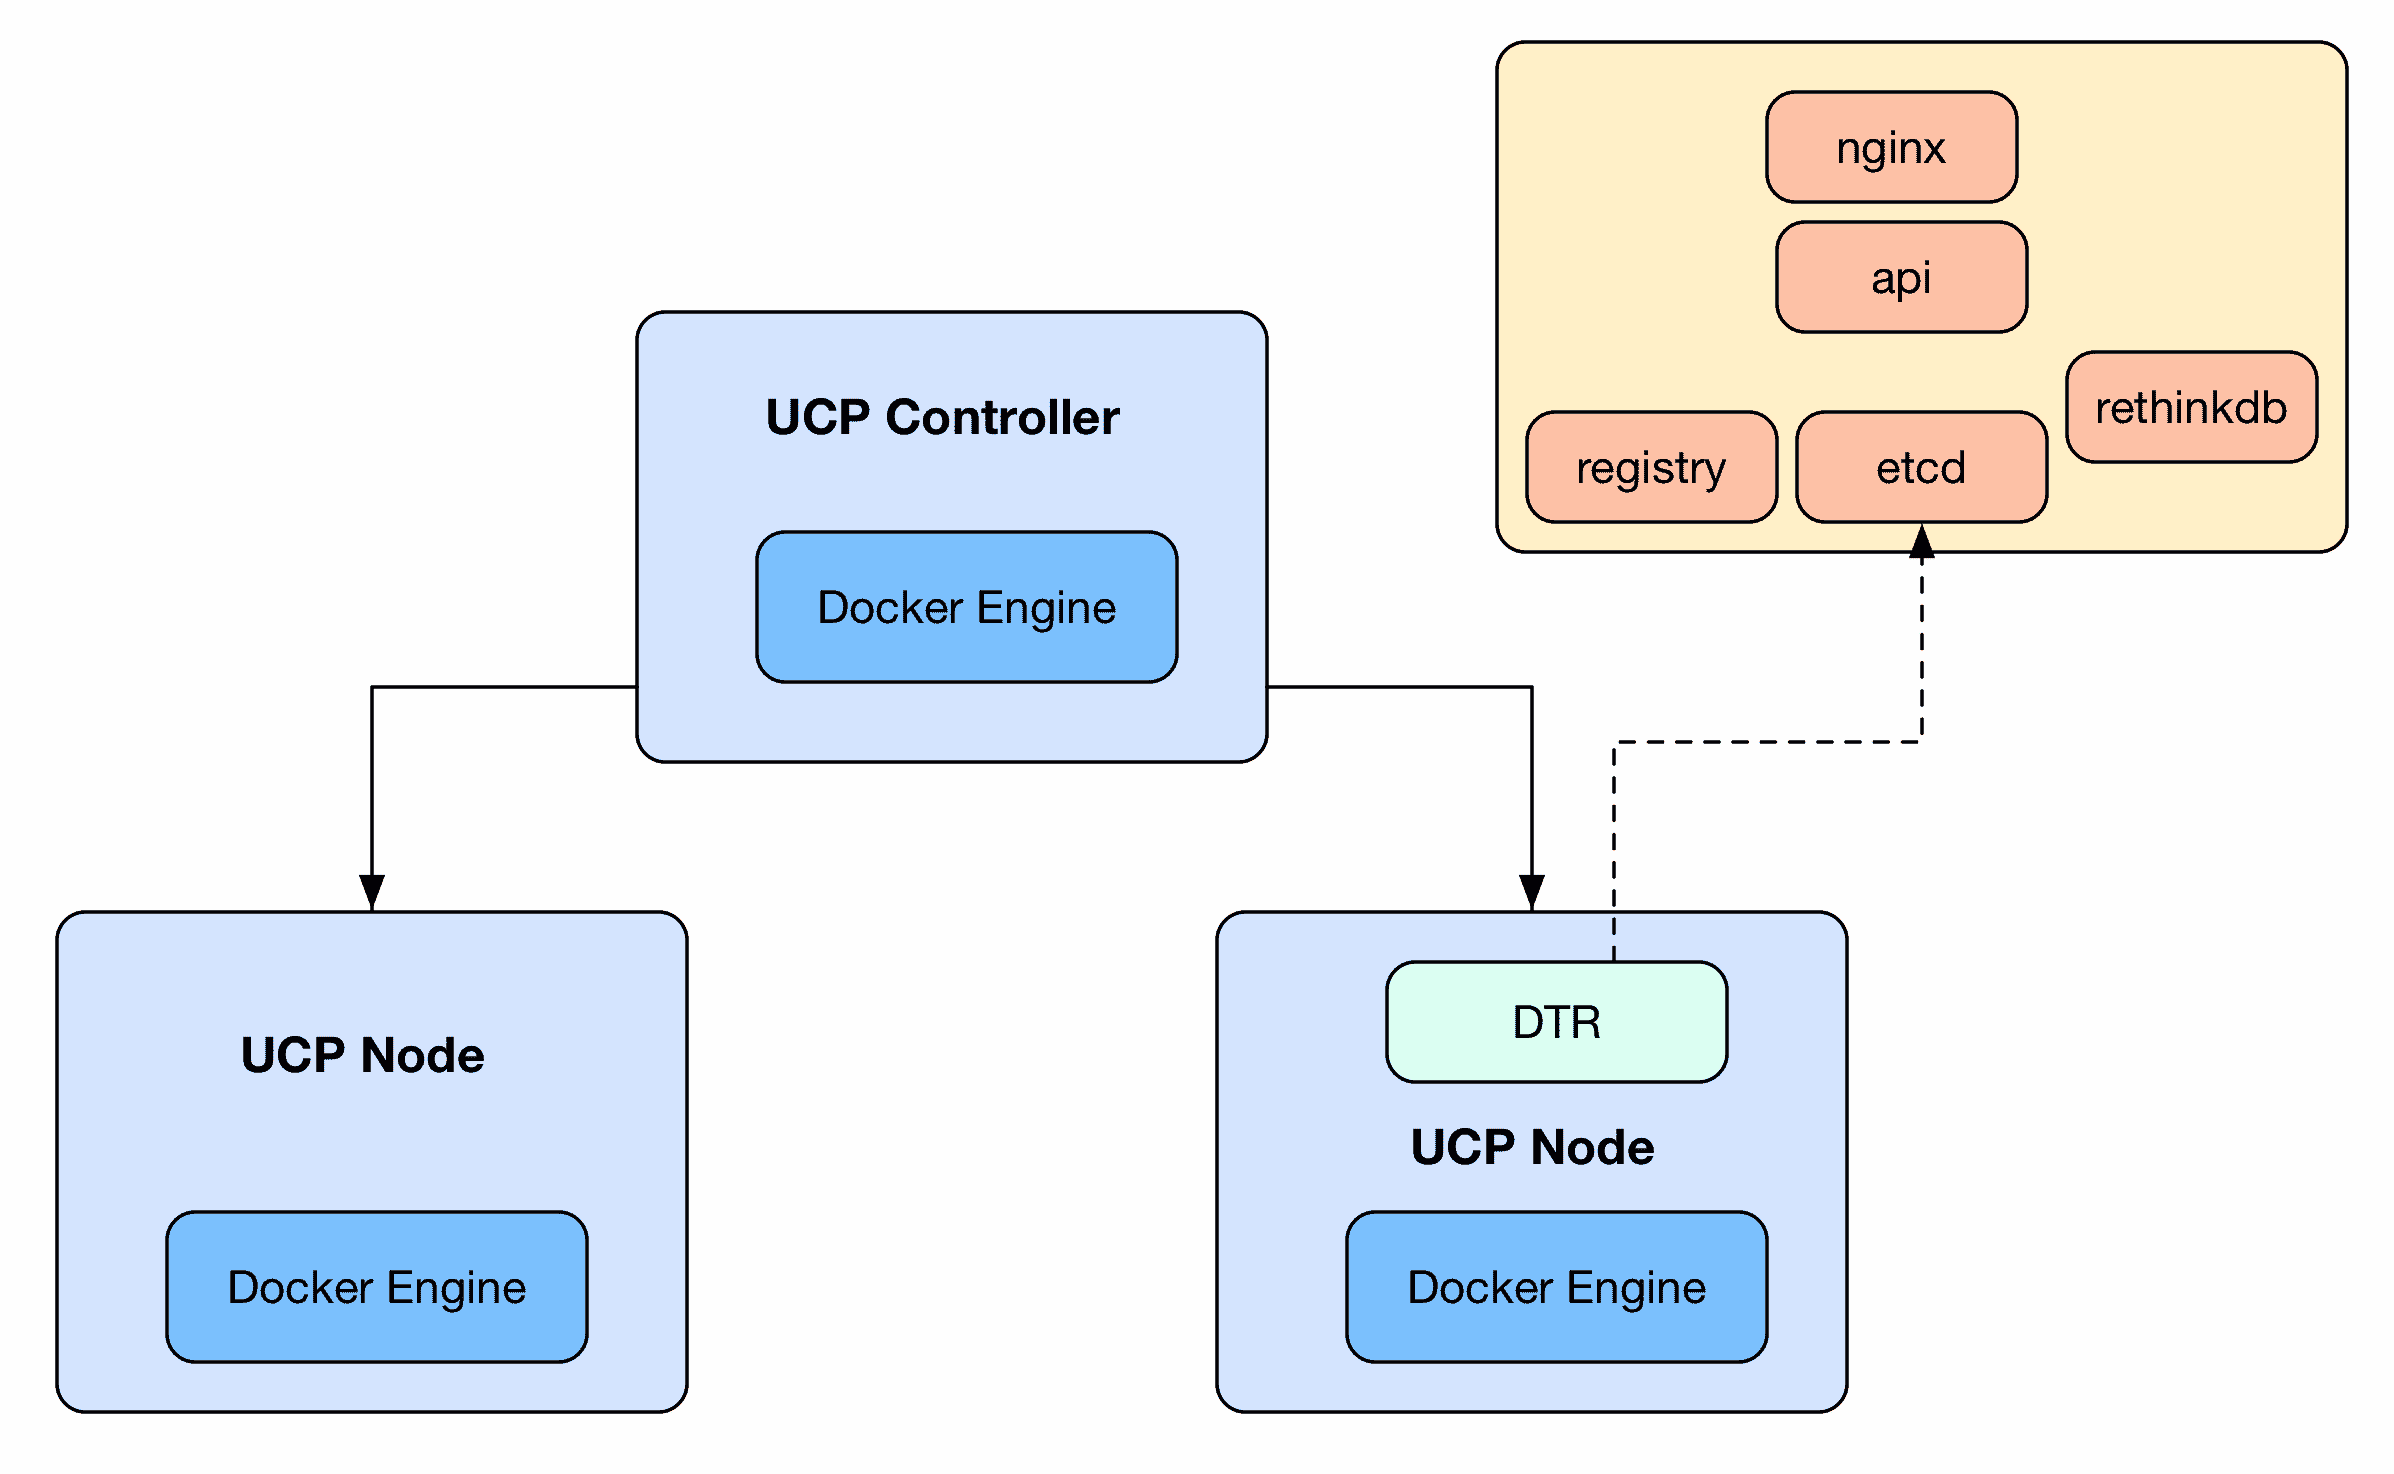 nginx
api
rethinkdb
registry
etcd
UCP Controller
Docker Engine
UCP Node
Docker Engine
DTR
UCP Node
Docker Engine